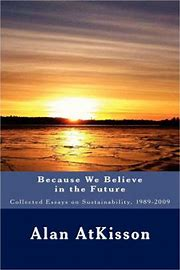 Because We Believe
in the Future
Collected Essays on Sustainability, 1989-2009
Alan AtKisson